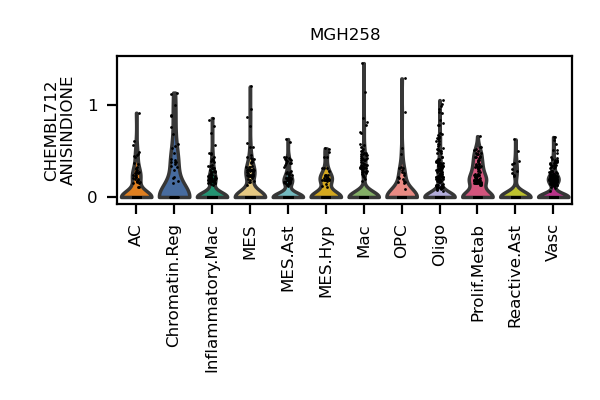 MGH258
CHEMBL712
ANISINDIONE
1
0
AC
Chromatin.Reg
Inflammatory.Mac
MES
MES.Ast
MES.Hyp
Mac
OPC
Oligo
Prolif.Metab
Reactive.Ast
Vasc